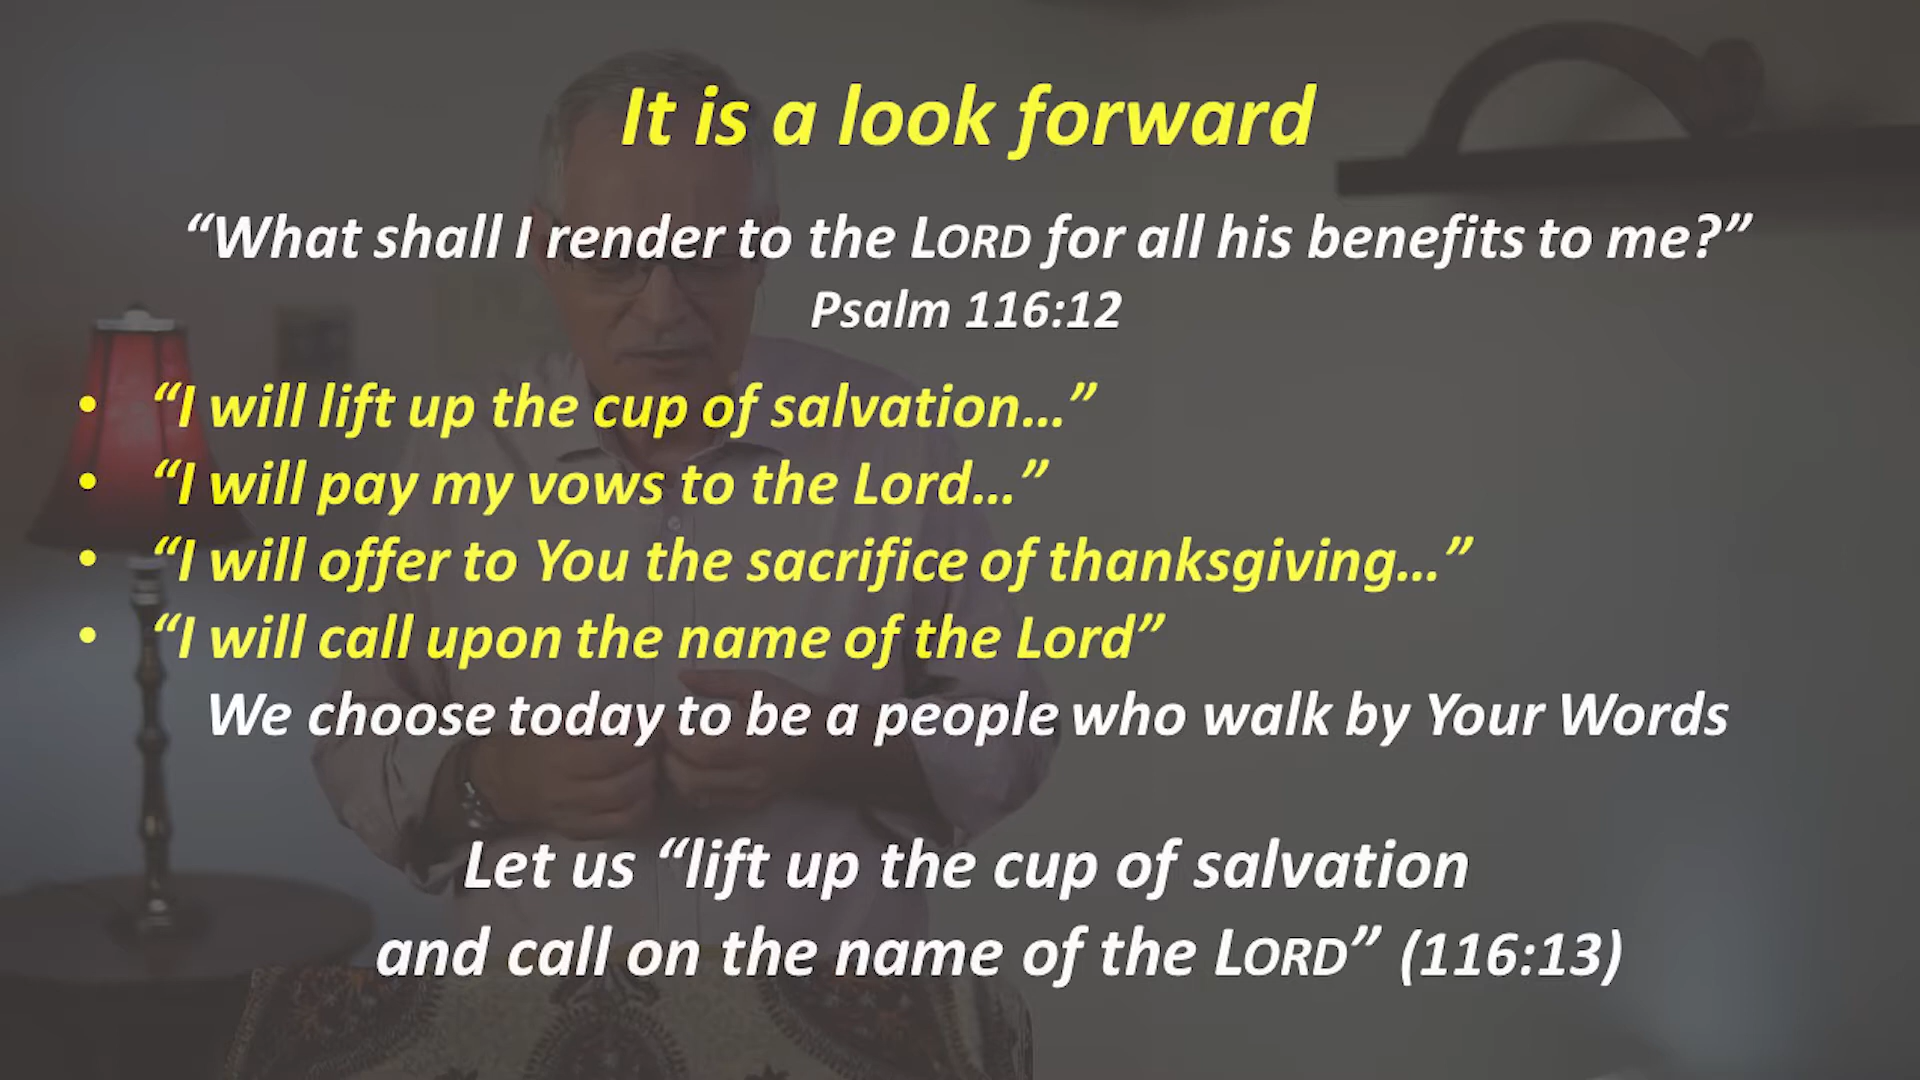 It is a look forward
“What shall I render to the LORD for all his benefits to me?”
Psalm 116:12
• “I will lift up the cup of salvation…”
• “I will pay my vows to the Lord…”
• “I will offer to You the sacrifice of thanksgiving…”
• “I will call upon the name of the Lord”
We choose today to be a people who walk by Your Words
Let us “lift up the cup of salvation
and call on the name of the LORD” (116:13)